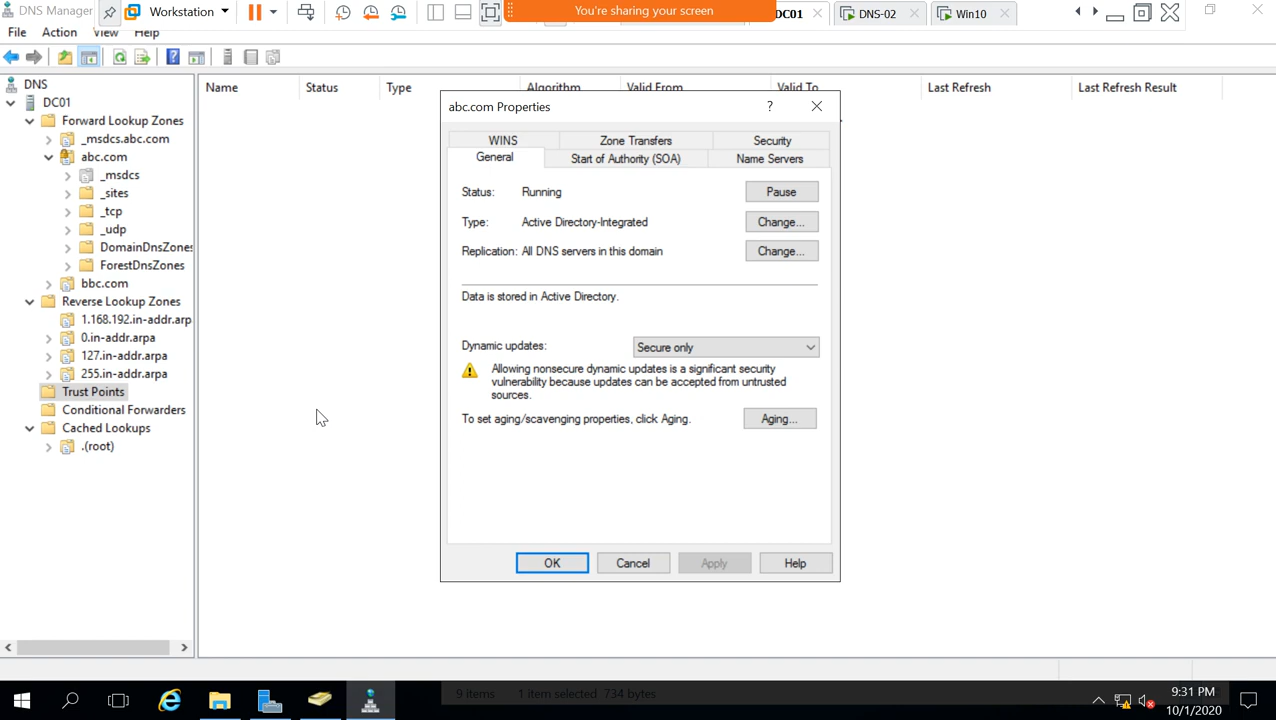 DNS Manager
Workstation
You're sharing your screen
DC01
DNS-02
Win10
File
Action
View
Help
DNS
DC01
Forward Lookup Zones
_msdcs.abc.com
abc.com
_msdcs
_sites
_tcp
_udp
DomainDnsZones
ForestDnsZones
bbc.com
Reverse Lookup Zones
1.168.192.in-addr.arp
0.in-addr.arpa
127.in-addr.arpa
255.in-addr.arpa
Trust Points
Conditional Forwarders
Cached Lookups
.(root)
Name
Status
Type
Algorithm
Valid From
Valid To
Last Refresh
Last Refresh Result
abc.com Properties
WINS
Zone Transfers
Security
General
Start of Authority (SOA)
Name Servers
Status:
Running
Pause
Type:
Active Directory-Integrated
Change...
Replication:
All DNS servers in this domain
Change...
Data is stored in Active Directory.
Dynamic updates:
Secure only
Allowing nonsecure dynamic updates is a significant security
vulnerability because updates can be accepted from untrusted
sources.
To set aging/scavenging properties, click Aging.
Aging...
OK
Cancel
Apply
Help
9 items
1 item selected
734 bytes
9:31 PM
10/1/2020